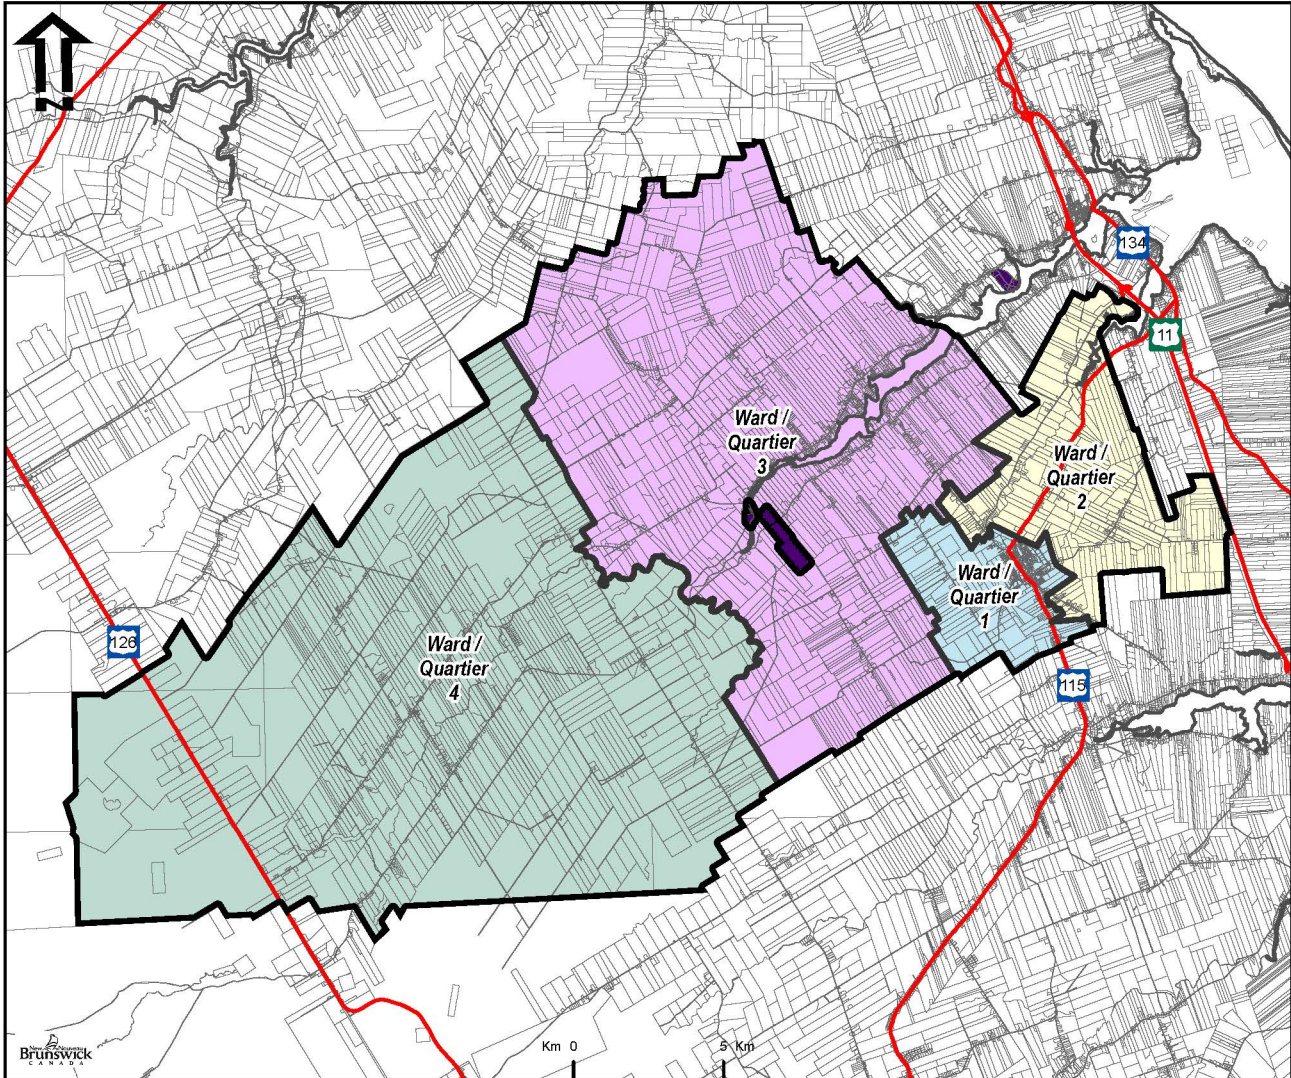 N
134
11
Ward /
Quartier
3
Ward /
Quartier
2
Ward /
Quartier
1
126
Ward /
Quartier
4
115
New Nouveau
Brunswick
CANADA
Km 0
5 Km